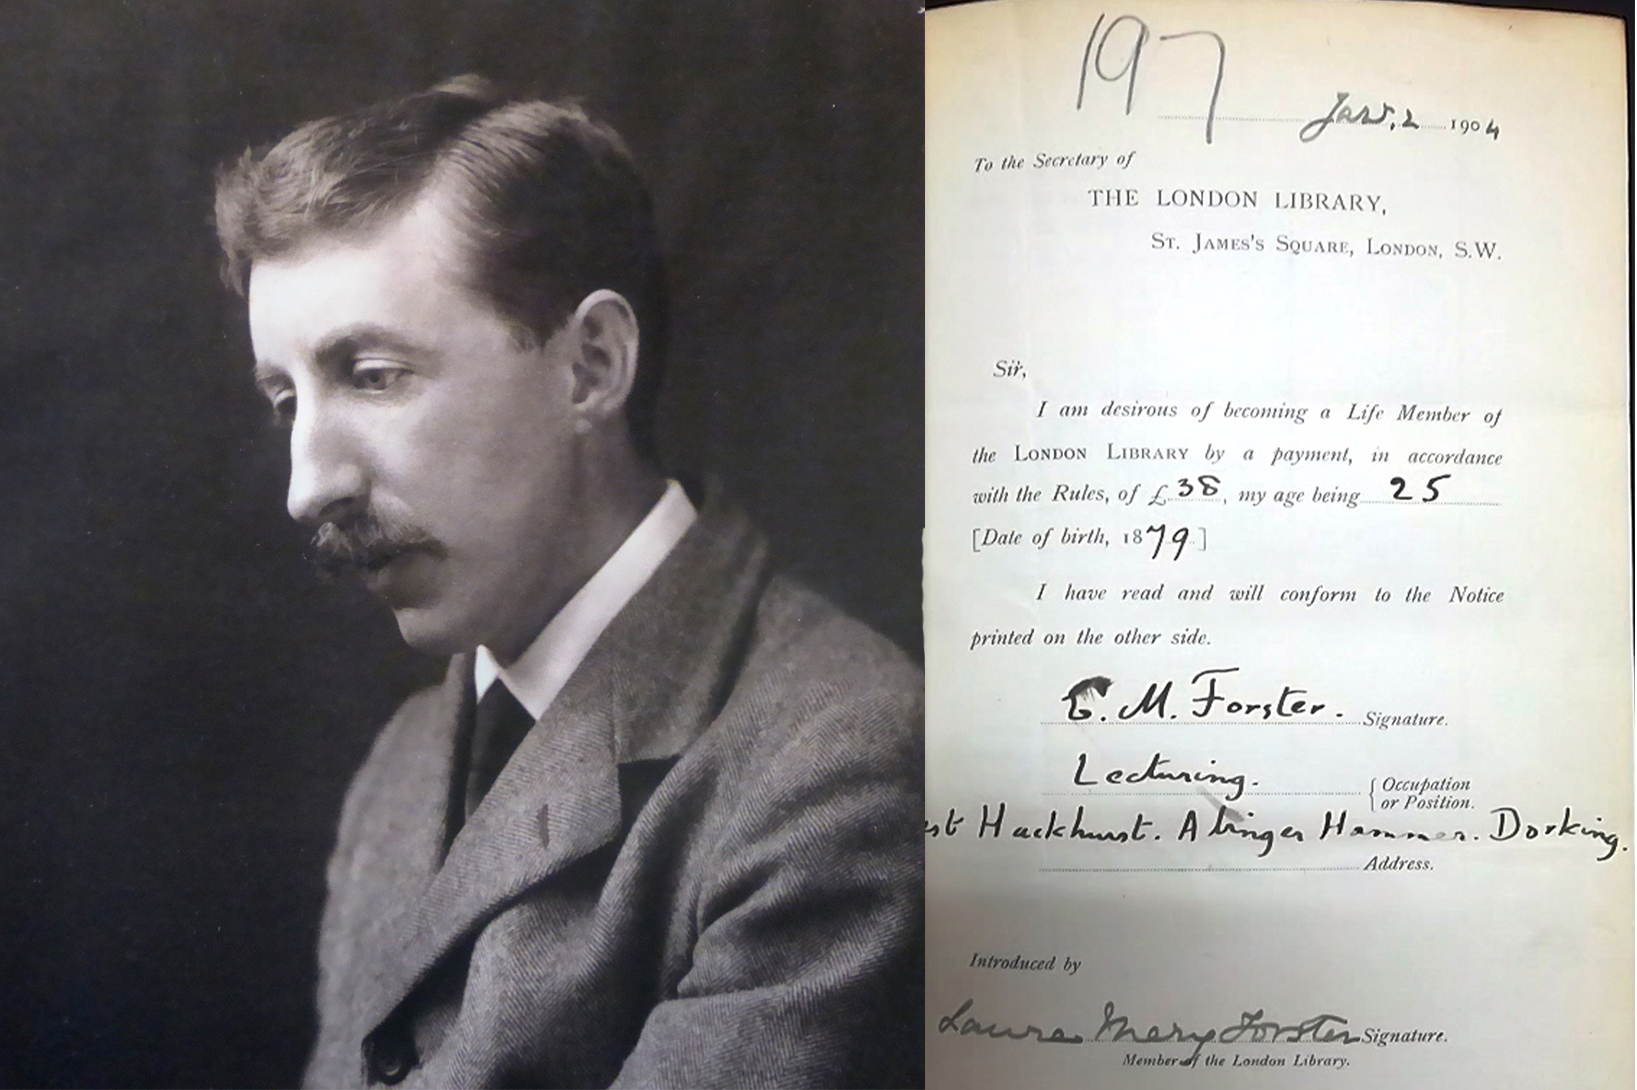 197
Jan. 2 1904
To the Secretary of
THE LONDON LIBRARY,
ST. JAMES'S SQUARE, LONDON, S.W.
Sir,
I am desirous of becoming a Life Member of
the LONDON LIBRARY by a payment, in accordance
with the Rules, of £38, my age being 25
[Date of birth, 1879.]
I have read and will conform to the Notice
printed on the other side.
E. M. Forster. Signature.
Lecturing. { Occupation
or Position.
st Hackhurst. Abinger Hammer. Dorking.
Address.
Introduced by
Laura Mary Forster Signature.
Member of the London Library.